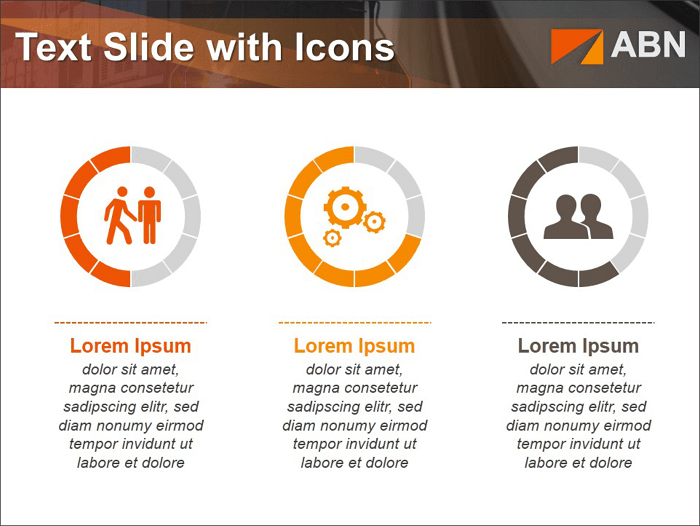 Text Slide with Icons
ABN
Lorem Ipsum
dolor sit amet,
magna consetetur
sadipscing elitr, sed
diam nonumy eirmod
tempor invidunt ut
labore et dolore
Lorem Ipsum
dolor sit amet,
magna consetetur
sadipscing elitr, sed
diam nonumy eirmod
tempor invidunt ut
labore et dolore
Lorem Ipsum
dolor sit amet,
magna consetetur
sadipscing elitr, sed
diam nonumy eirmod
tempor invidunt ut
labore et dolore